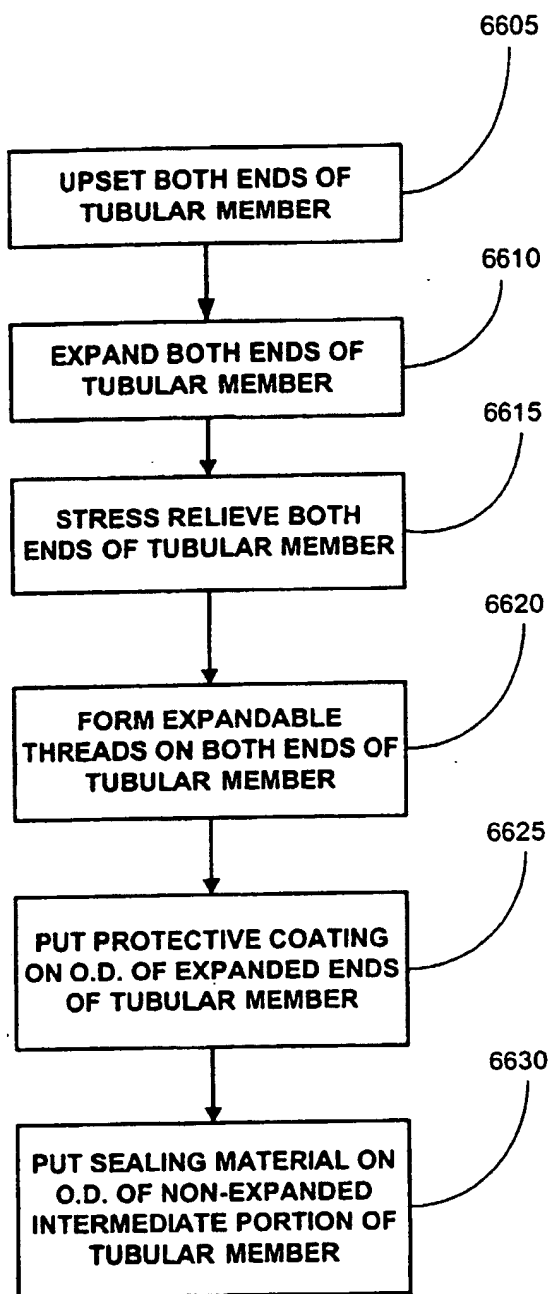 6605
UPSET BOTH ENDS OF
TUBULAR MEMBER
6610
EXPAND BOTH ENDS OF
TUBULAR MEMBER
6615
STRESS RELIEVE BOTH
ENDS OF TUBULAR MEMBER
6620
FORM EXPANDABLE
THREADS ON BOTH ENDS OF
TUBULAR MEMBER
6625
PUT PROTECTIVE COATING
ON O.D. OF EXPANDED ENDS
OF TUBULAR MEMBER
6630
PUT SEALING MATERIAL ON
O.D. OF NON-EXPANDED
INTERMEDIATE PORTION OF
TUBULAR MEMBER